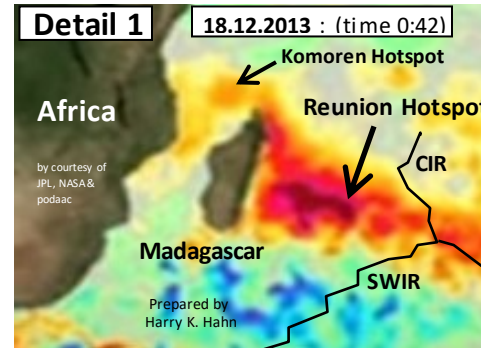 Detail 1
18.12.2013 : (time 0:42)
Komoren Hotspot
Africa
Reunion Hotspot
by courtesy of
JPL, NASA &
podaac
CIR
Madagascar
SWIR
Prepared by
Harry K. Hahn